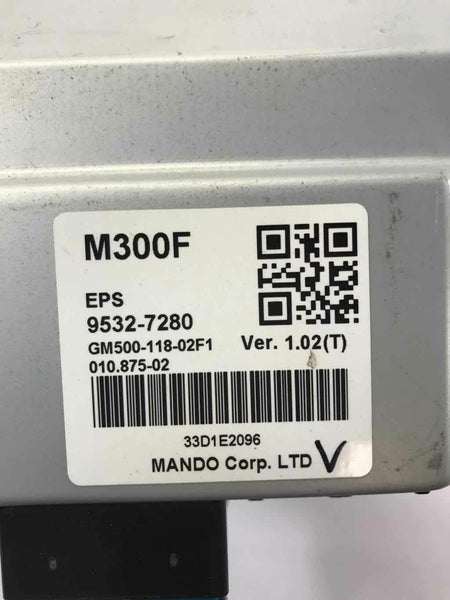 M300F
EPS
9532-7280
GM500-118-02F1 Ver. 1.02(T)
010.875-02
33D1E2096
MANDO Corp. LTD V